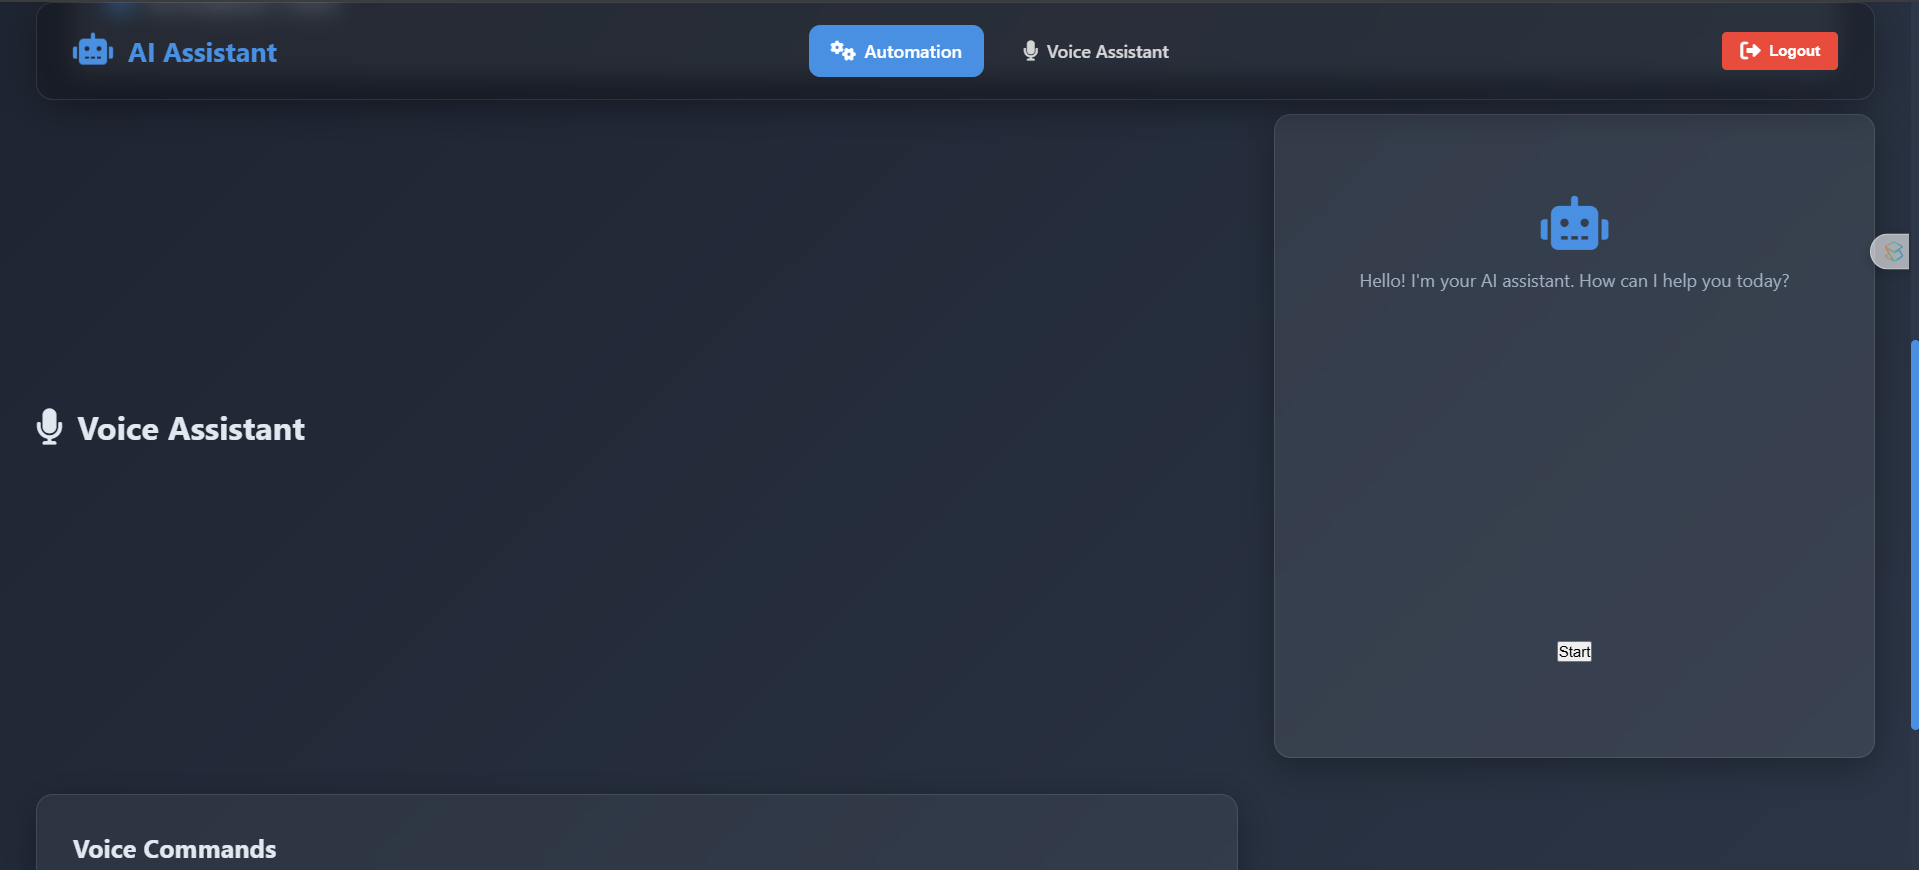 AI Assistant
Automation
Voice Assistant
Logout
Hello! I'm your AI assistant. How can I help you today?
Voice Assistant
Start
Voice Commands